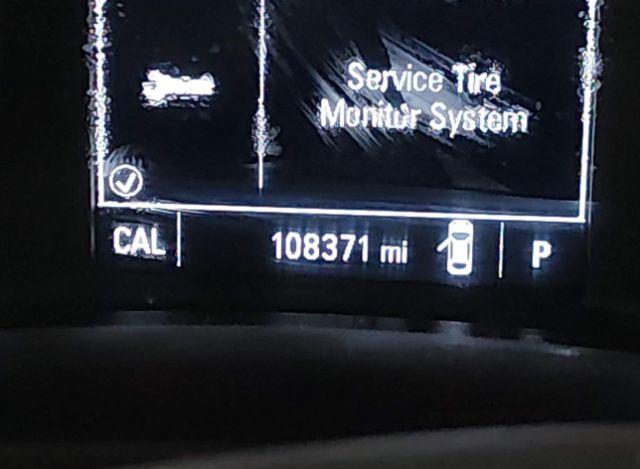 Service Tire
Monitor System
CAL 108371 mi P